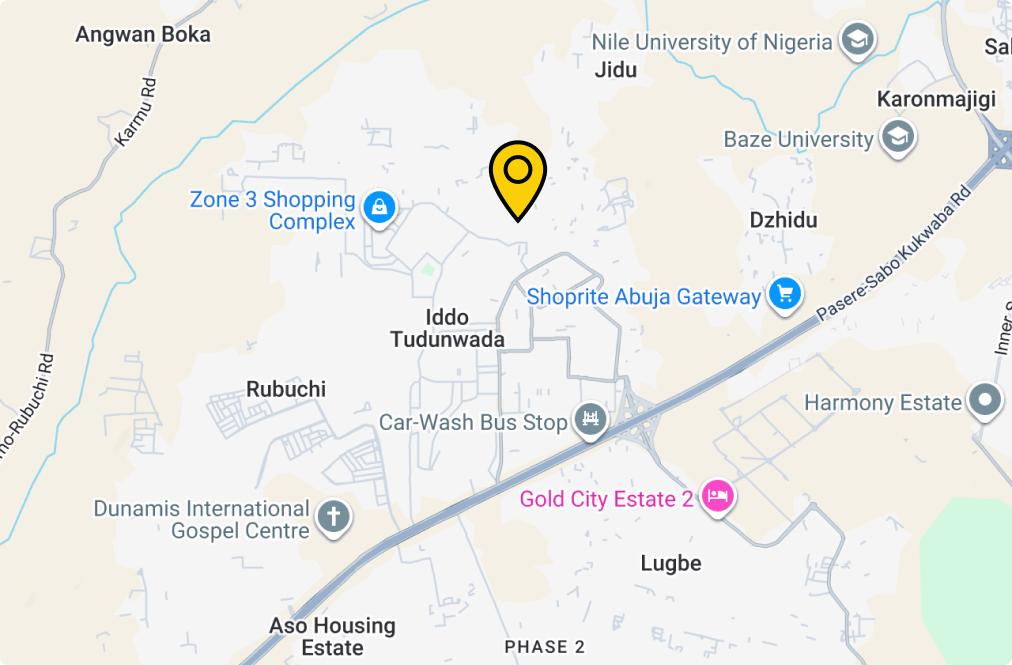 Angwan Boka
Nile University of Nigeria
Jidu
Sal
Karmu Rd
Karonmajigi
Baze University
Zone 3 Shopping
Complex
Dzhidu
Pasere-Sabo Kukwaba Rd
Shoprite Abuja Gateway
Iddo
Tudunwada
Inner S
Rubuchi
mo-Rubuchi Rd
Car-Wash Bus Stop
Harmony Estate
Gold City Estate 2
Dunamis International
Gospel Centre
Lugbe
Aso Housing
Estate
PHASE 2